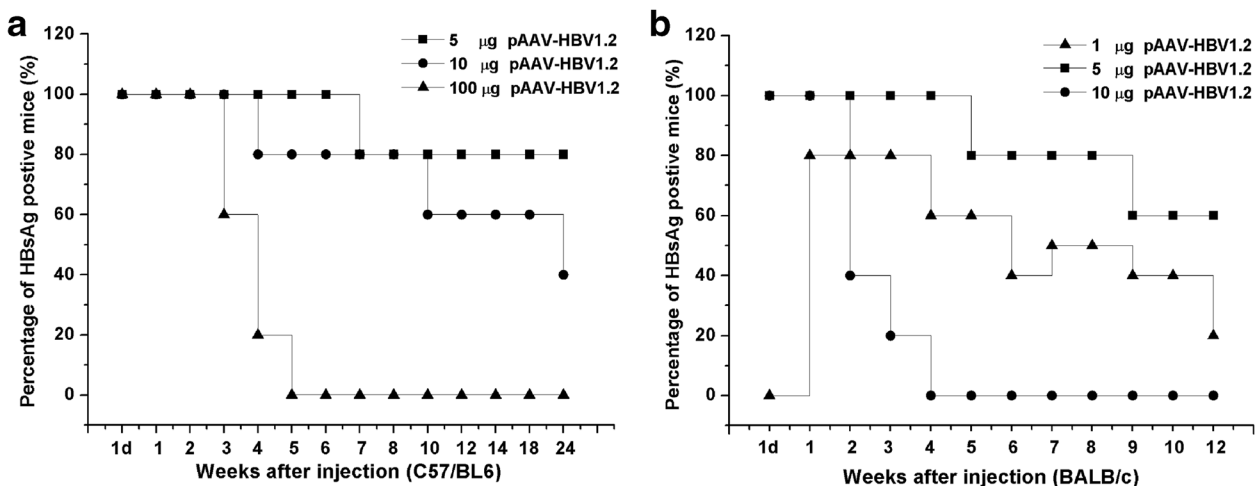 a
120
100
80
60
40
20
0
Percentage of HBsAg postive mice (%)
5 μg pAAV-HBV1.2
10 μg pAAV-HBV1.2
100 μg pAAV-HBV1.2
1d 1 2 3 4 5 6 7 8 10 12 14 18 24
Weeks after injection (C57/BL6)
b
120
100
80
60
40
20
0
Percentage of HBsAg postive mice (%)
1 μg pAAV-HBV1.2
5 μg pAAV-HBV1.2
10 μg pAAV-HBV1.2
1d 1 2 3 4 5 6 7 8 9 10 12
Weeks after injection (BALB/c)